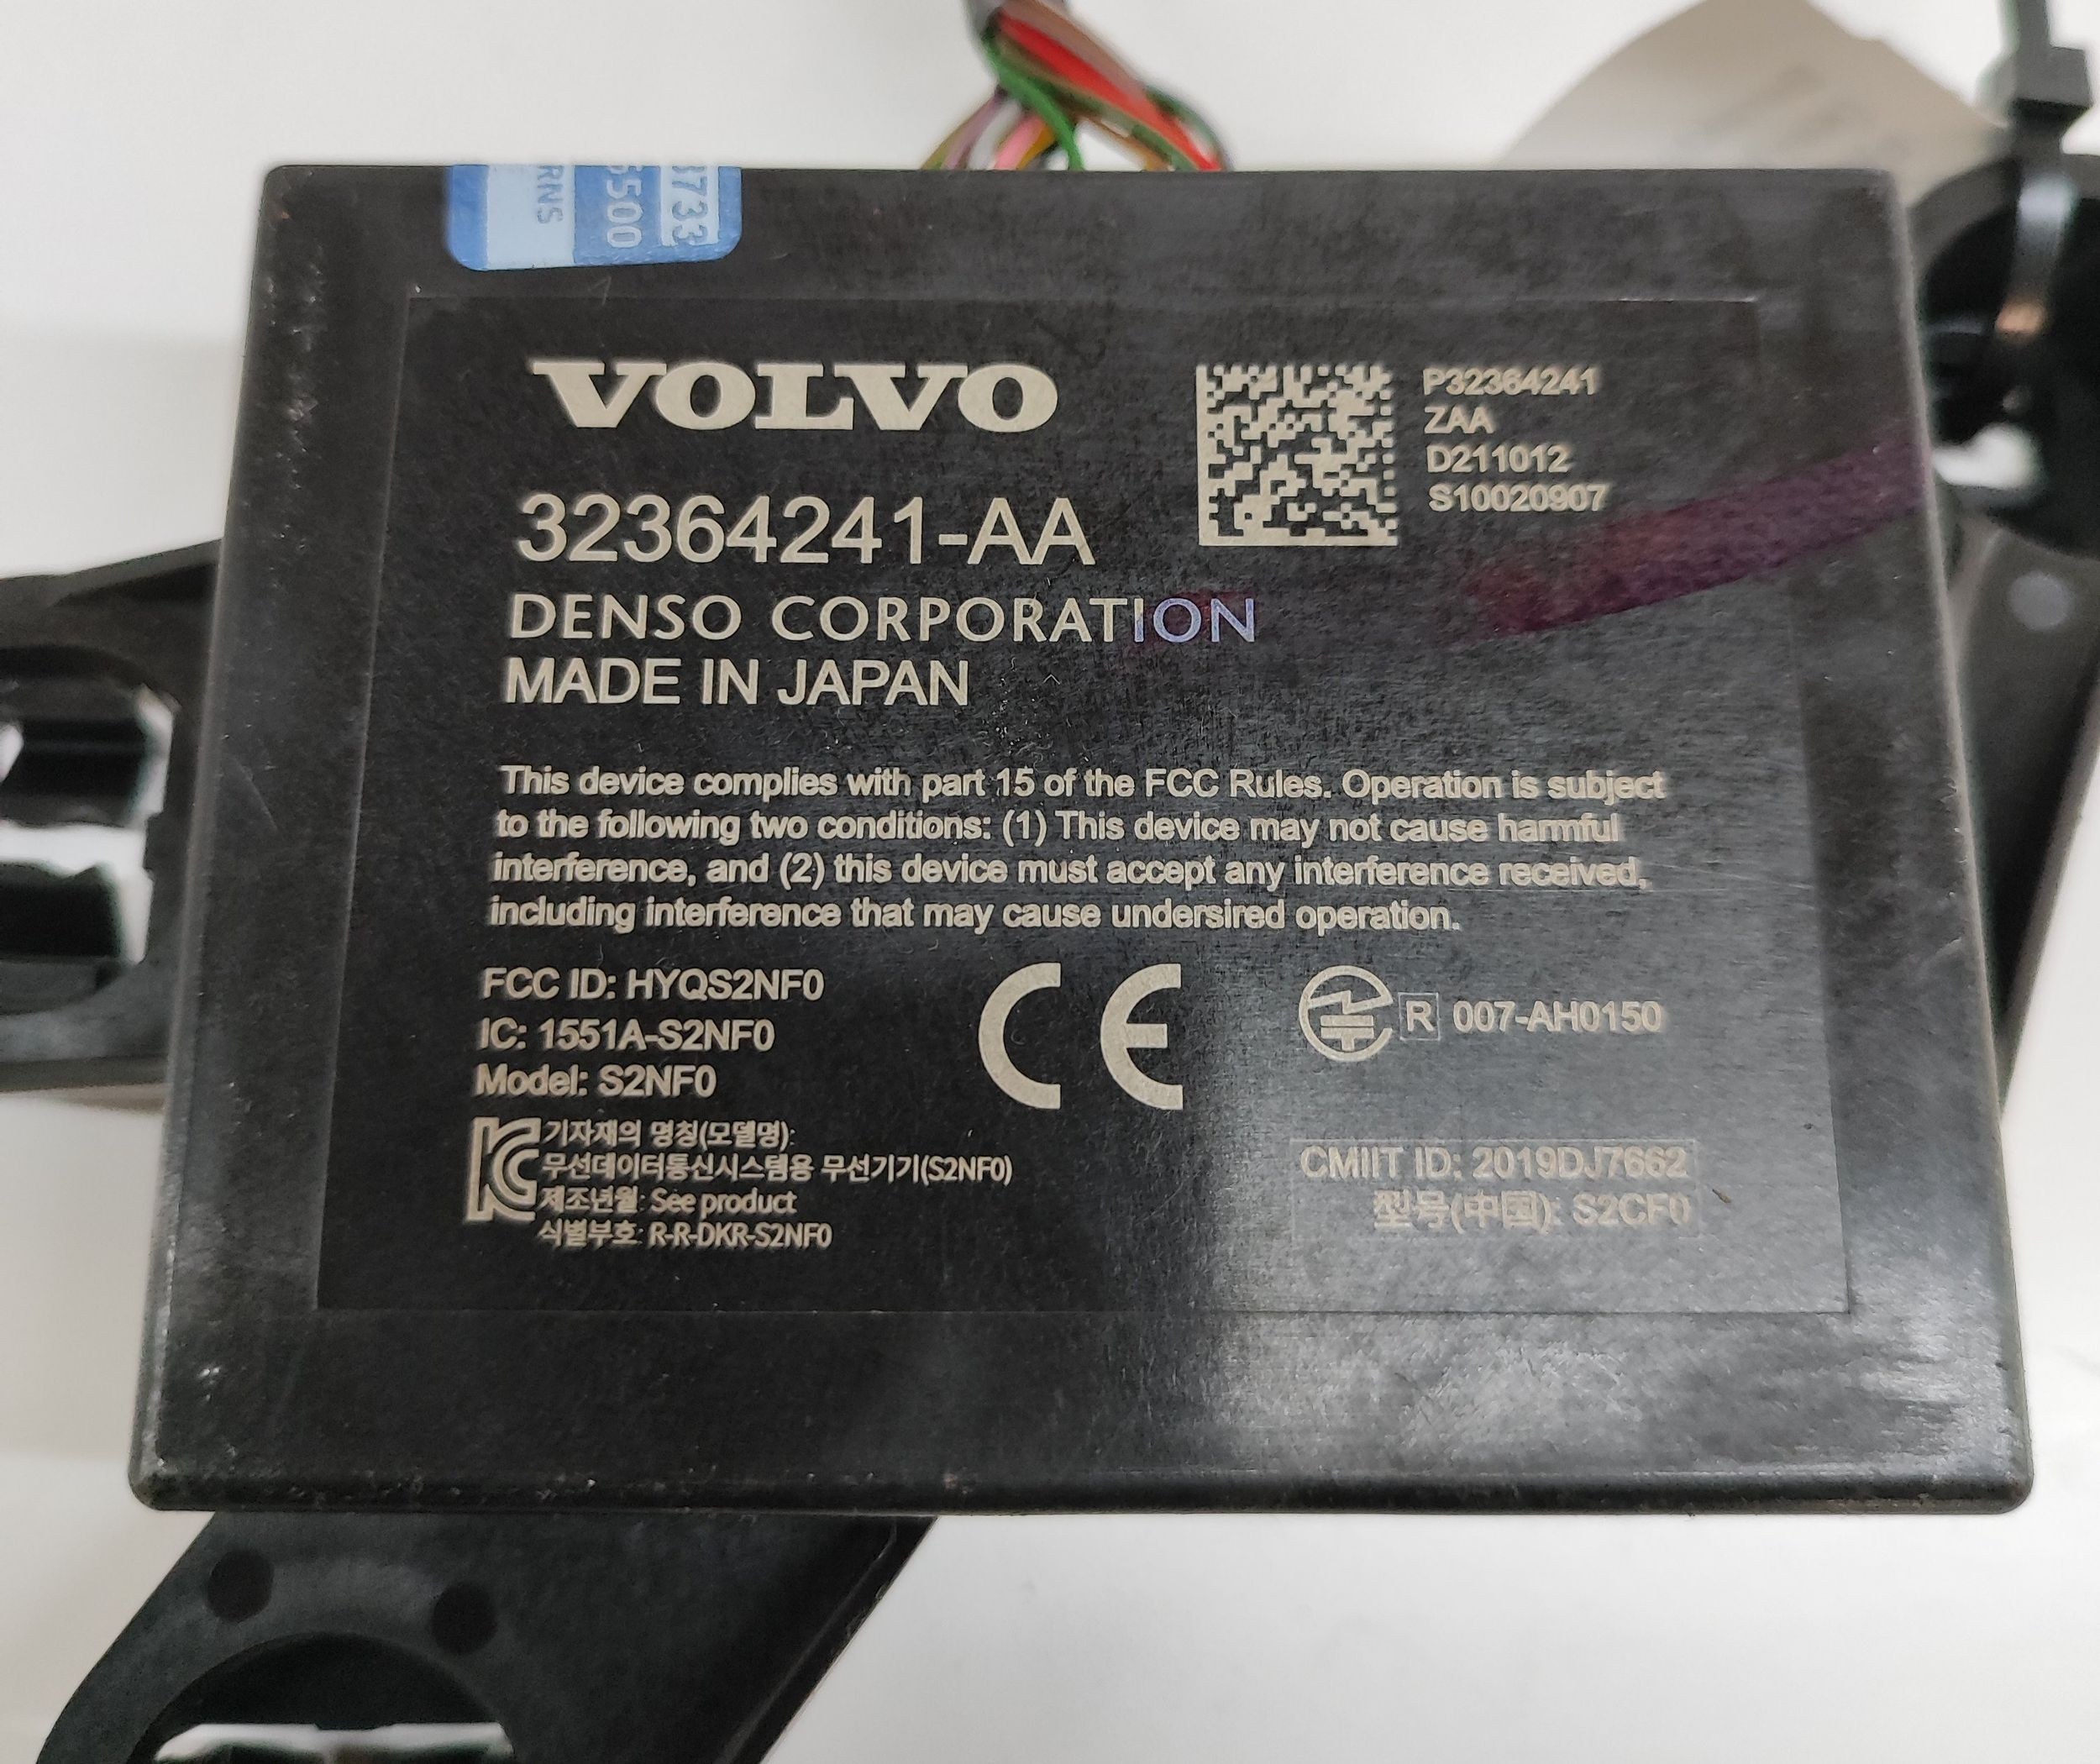 RNS
5500
3733
VOLVO
32364241-AA
DENSO CORPORATION
MADE IN JAPAN
P32364241
ZAA
D211012
S10020907
This device complies with part 15 of the FCC Rules. Operation is subject
to the following two conditions: (1) This device may not cause harmful
interference, and (2) this device must accept any interference received,
including interference that may cause undersired operation.
FCC ID: HYQS2NF0
IC: 1551A-S2NF0
Model: S2NF0
CE
R 007-AH0150
KC
기자재의 명칭(모델명):
무선데이터통신시스템용 무선기기(S2NF0)
제조년월: See product
식별부호: R-R-DKR-S2NF0
CMIIT ID: 2019DJ7662
型号(中国): S2CF0